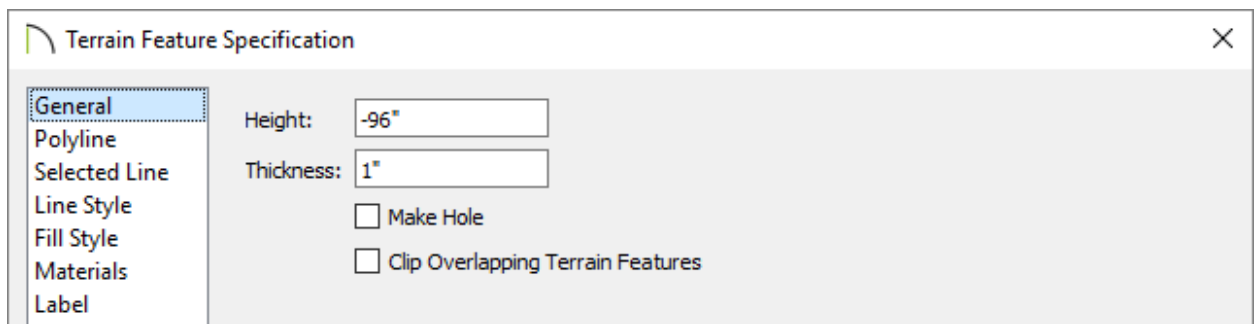 Terrain Feature Specification
General
Polyline
Selected Line
Line Style
Fill Style
Materials
Label
Height: -96"
Thickness: 1"
Make Hole
Clip Overlapping Terrain Features